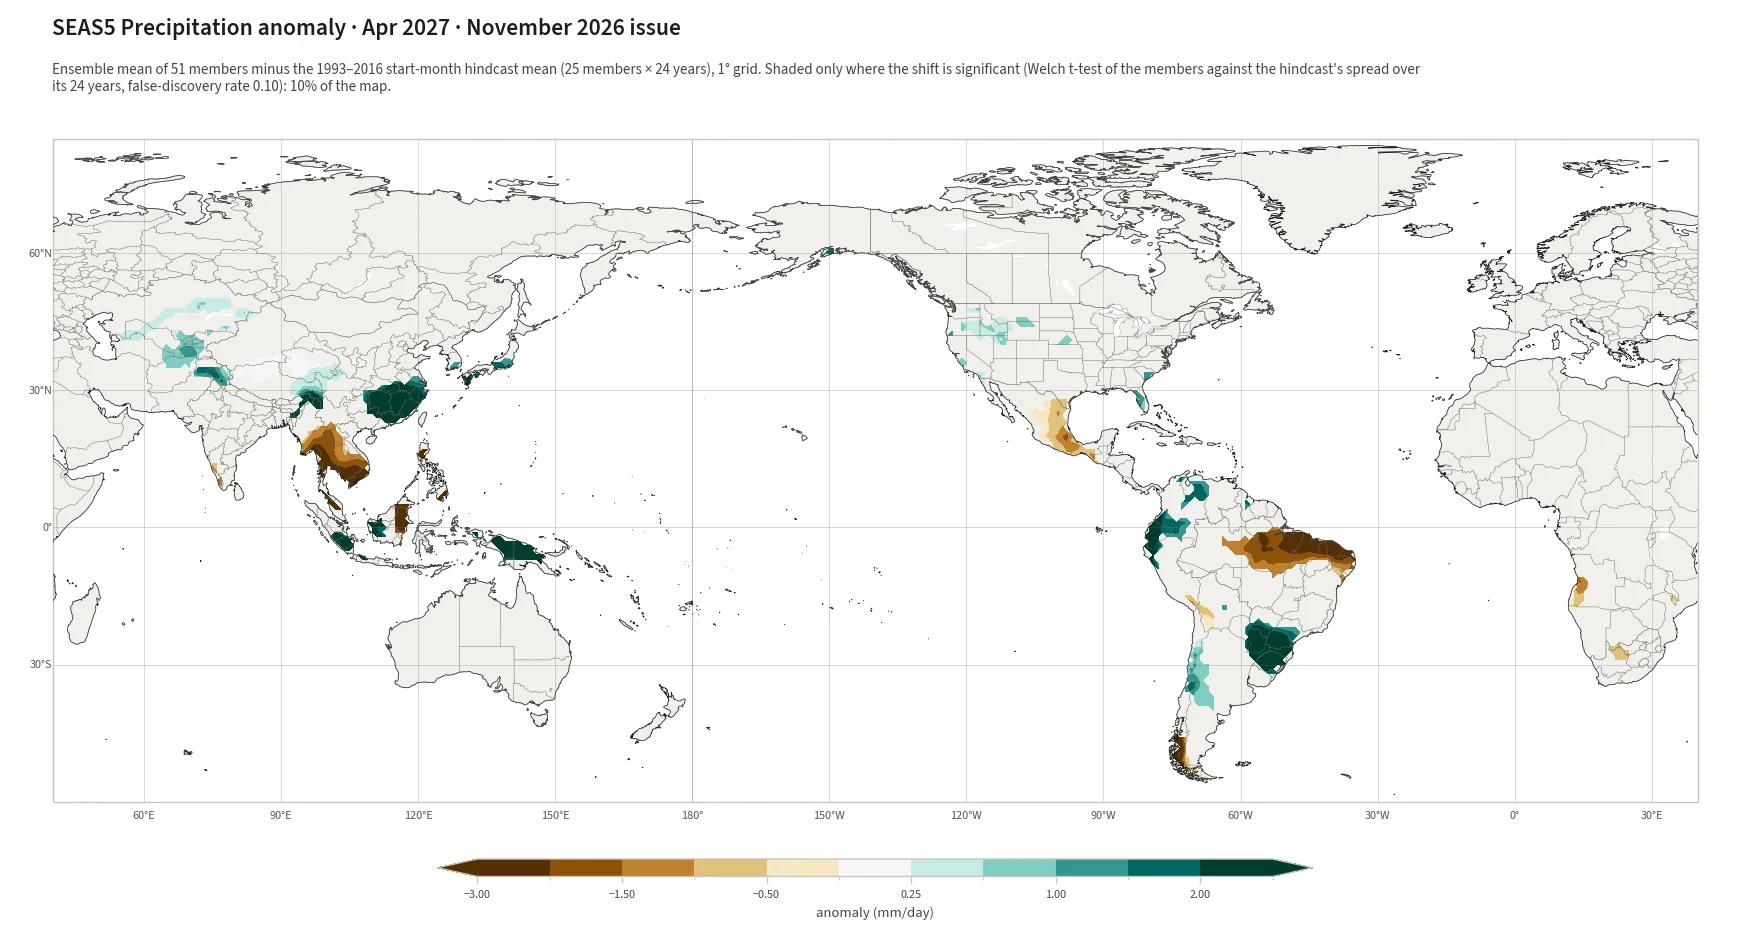 SEAS5 Precipitation anomaly · Apr 2027 · November 2026 issue
Ensemble mean of 51 members minus the 1993–2016 start-month hindcast mean (25 members × 24 years), 1° grid. Shaded only where the shift is significant (Welch t-test of the members against the hindcast's spread over
its 24 years, false-discovery rate 0.10): 10% of the map.
60°N
30°N
0°
30°S
60°E 90°E 120°E 150°E 180° 150°W 120°W 90°W 60°W 30°W 0° 30°E
−3.00 −1.50 −0.50 0.25 1.00 2.00
anomaly (mm/day)